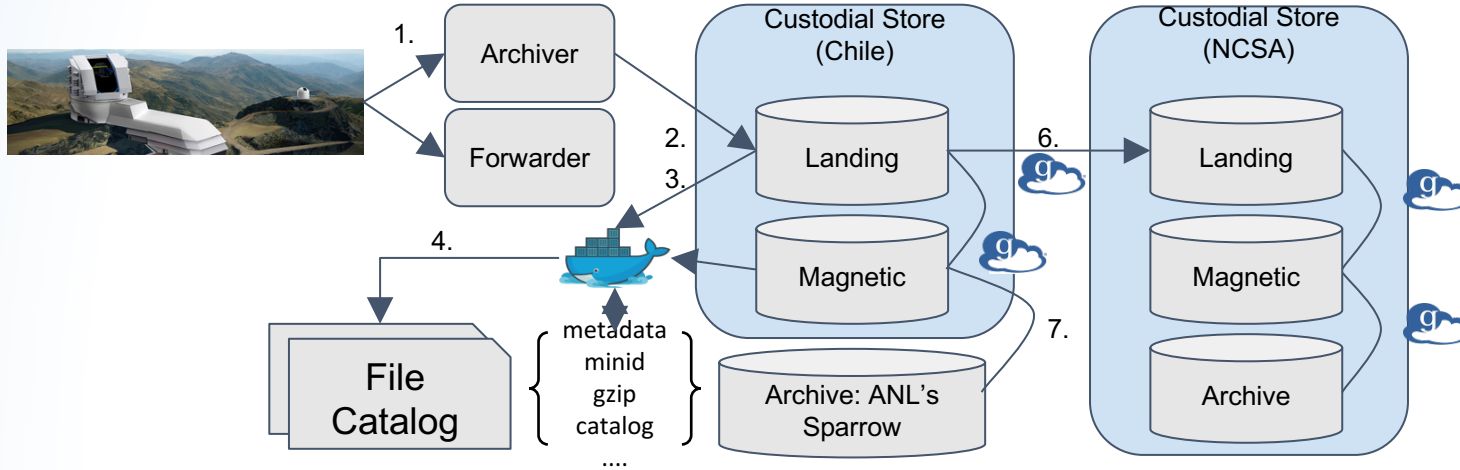 1.
Archiver
Forwarder
Custodial Store
(Chile)
2.
3.
Landing
Magnetic
4.
File
Catalog
metadata
minid
gzip
catalog
....
Archive: ANL's
Sparrow
7.
6.
g
g
Custodial Store
(NCSA)
Landing
Magnetic
Archive
g
g